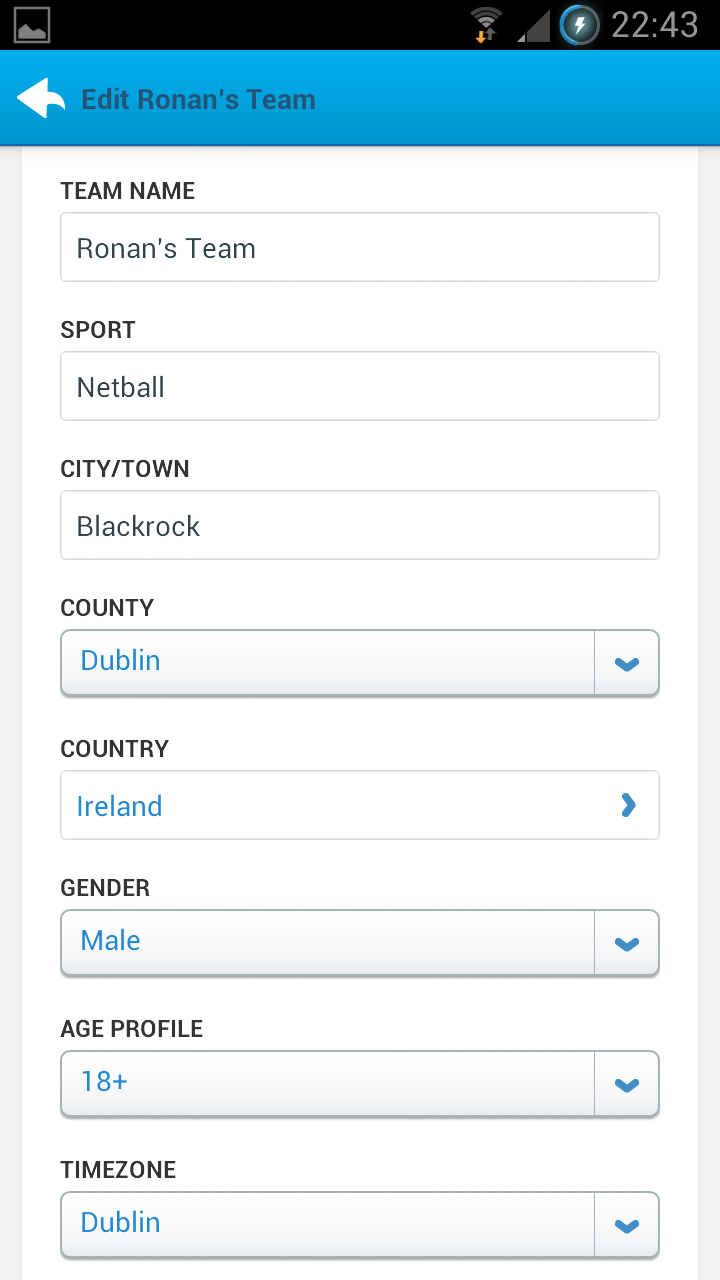 22:43
Edit Ronan's Team
TEAM NAME
Ronan's Team
SPORT
Netball
CITY/TOWN
Blackrock
COUNTY
Dublin
COUNTRY
Ireland
GENDER
Male
AGE PROFILE
18+
TIMEZONE
Dublin